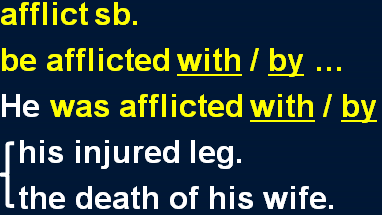 afflict sb.
be afflicted with / by …
He was afflicted with / by
his injured leg.
the death of his wife.